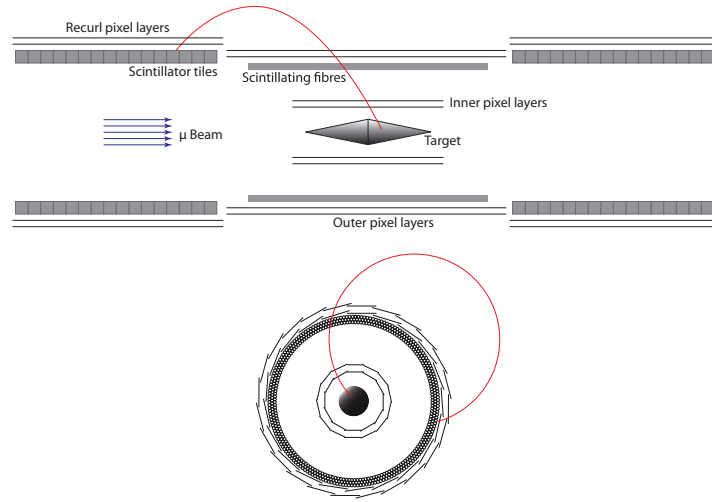 Recurl pixel layers
Scintillator tiles
Scintillating fibres
Inner pixel layers
μ Beam
Target
Outer pixel layers